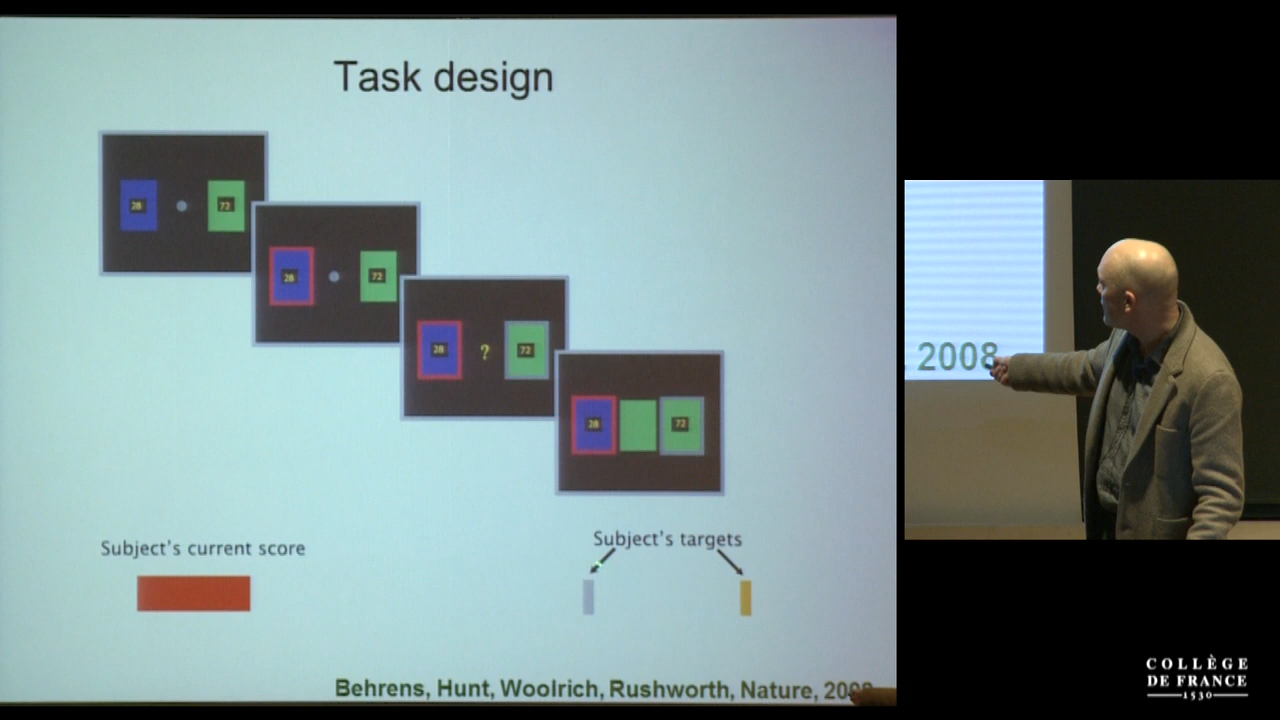 Task design
28 72
28 72
28 ? 72
28 72
Subject's current score
Subject's targets
Behrens, Hunt, Woolrich, Rushworth, Nature, 2008
2008
COLLÈGE
DE FRANCE
1530